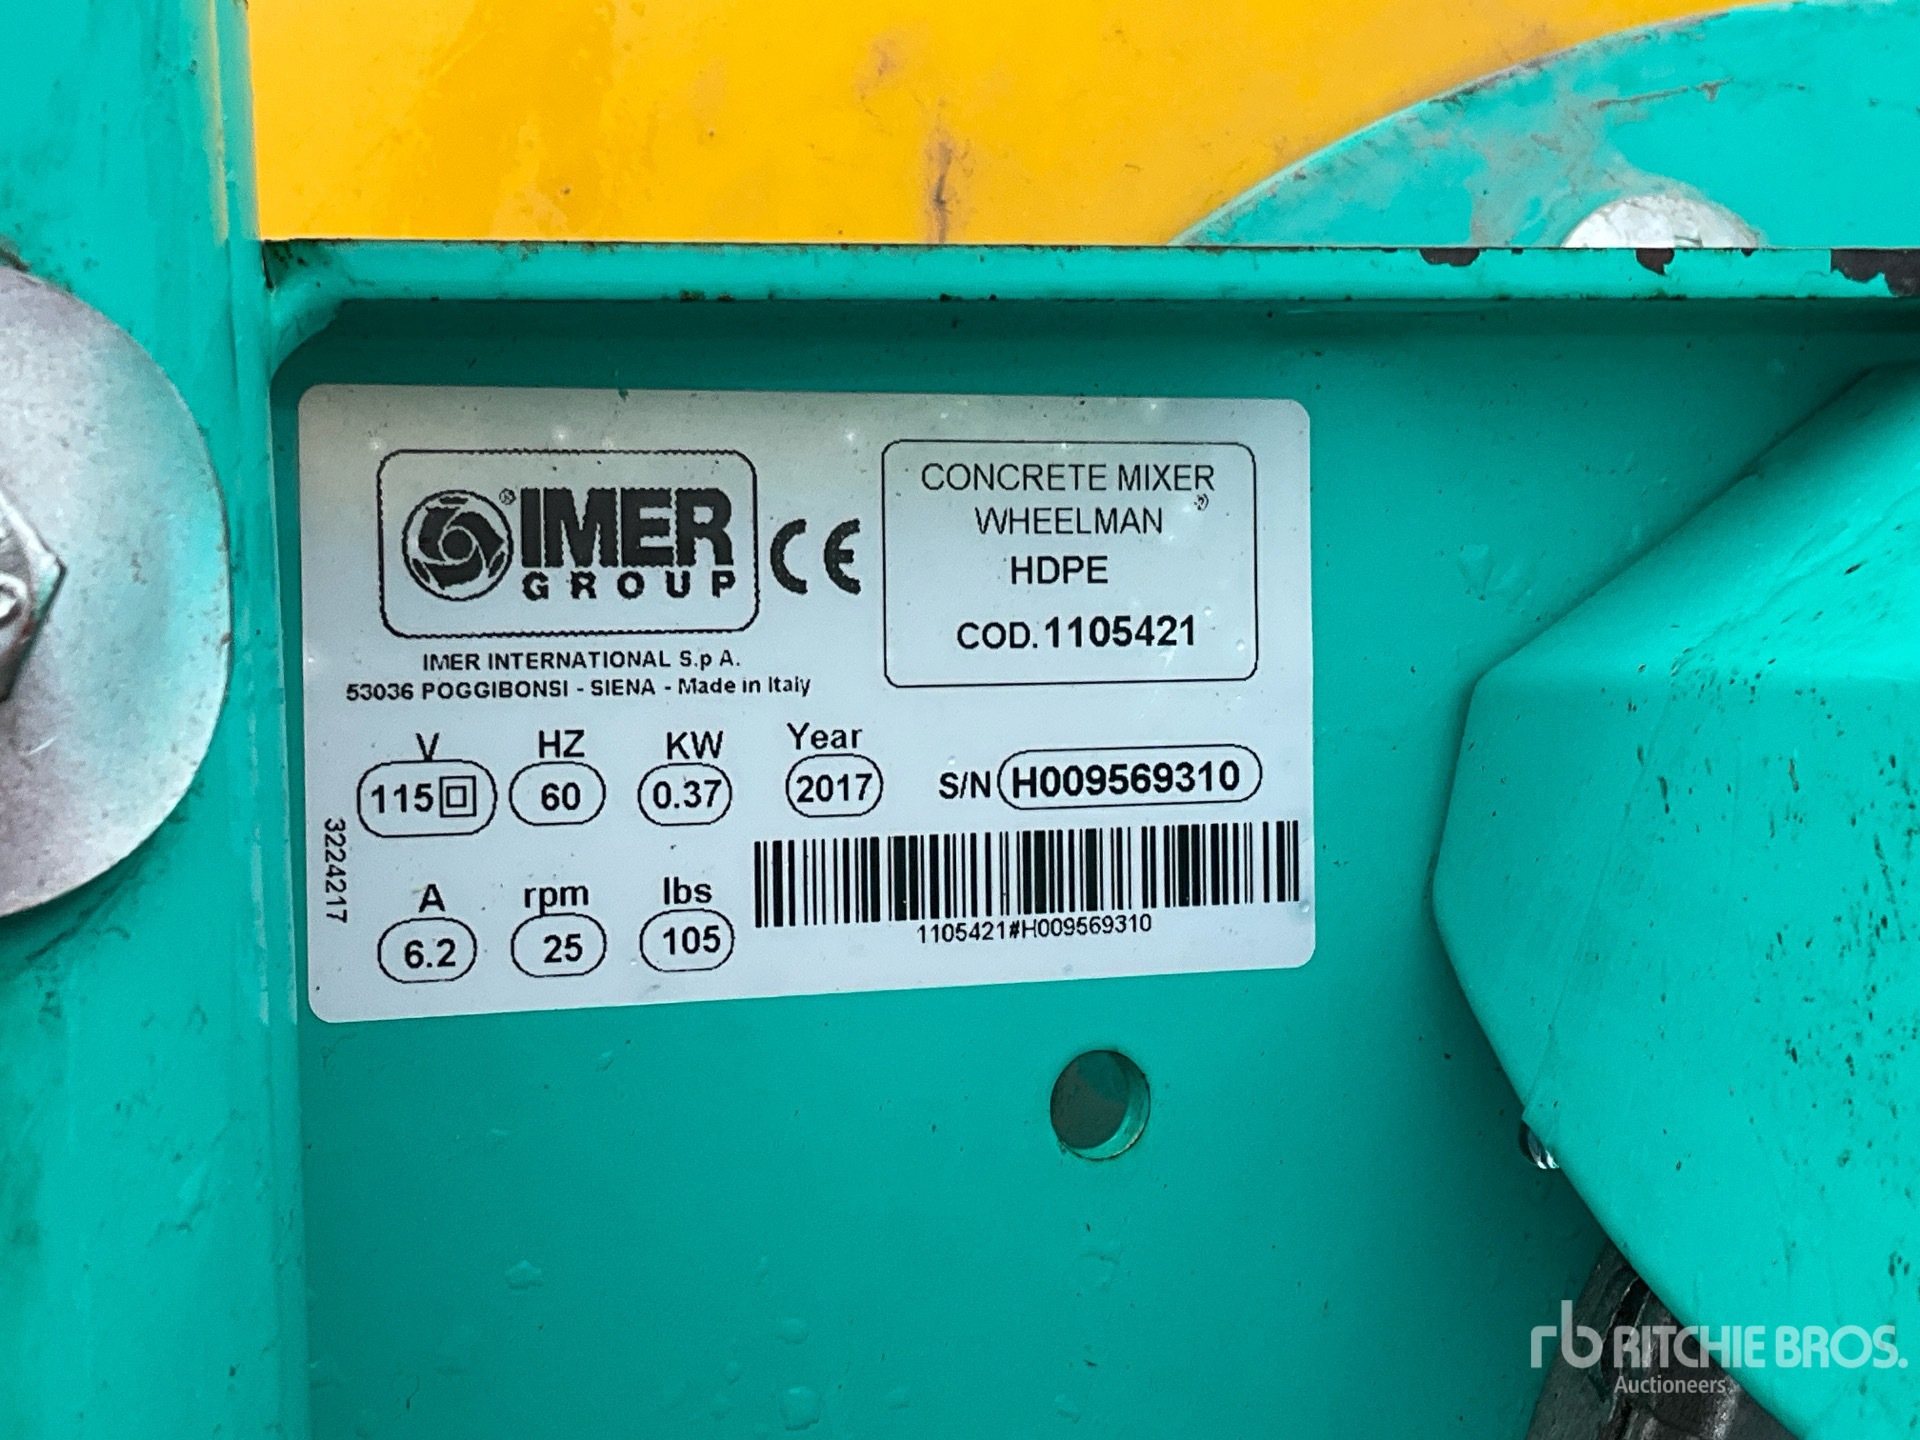 ® IMER
GROUP
CE
CONCRETE MIXER
WHEELMAN
HDPE
COD. 1105421
IMER INTERNATIONAL S.p A.
53036 POGGIBONSI - SIENA - Made in Italy
V HZ KW Year
115 60 0.37 2017 S/N H009569310
A rpm lbs
6.2 25 105
1105421#H009569310
3224217
rb RITCHIE BROS.
Auctioneers